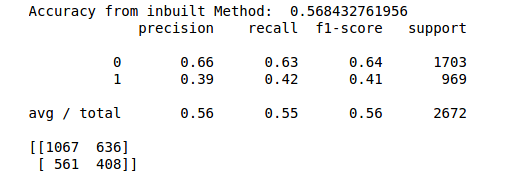 Accuracy from inbuilt Method:  0.568432761956
             precision    recall  f1-score   support
          0       0.66      0.63      0.64      1703
          1       0.39      0.42      0.41       969
avg / total       0.56      0.55      0.56      2672
[[1067  636]
 [ 561  408]]